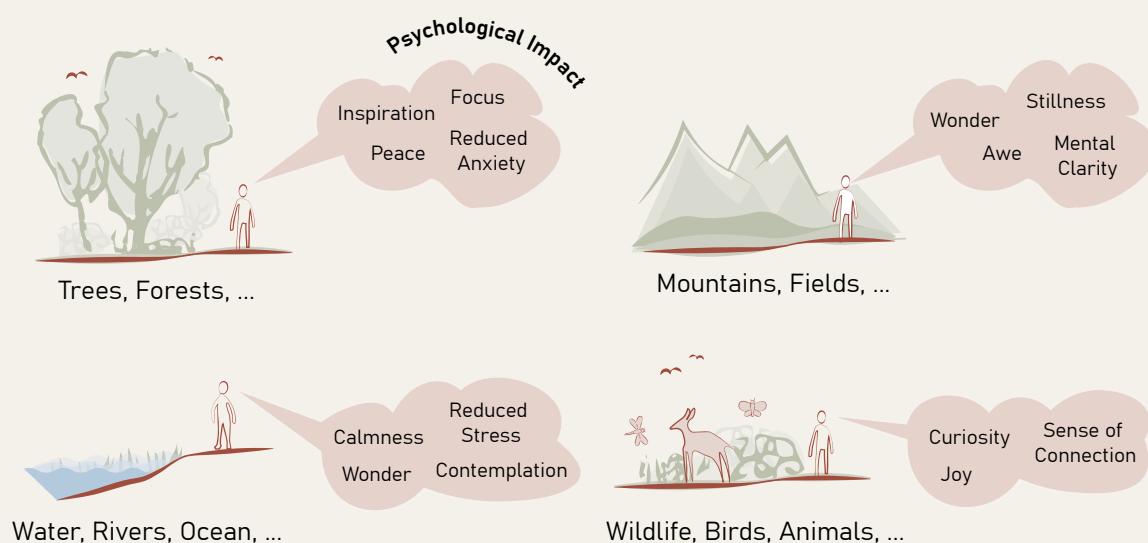 Psychological Impact
Inspiration
Focus
Peace
Reduced
Anxiety
Trees, Forests, ...
Wonder
Stillness
Awe
Mental
Clarity
Mountains, Fields, ...
Calmness
Reduced
Stress
Wonder
Contemplation
Water, Rivers, Ocean, ...
Curiosity
Sense of
Connection
Joy
Wildlife, Birds, Animals, ...